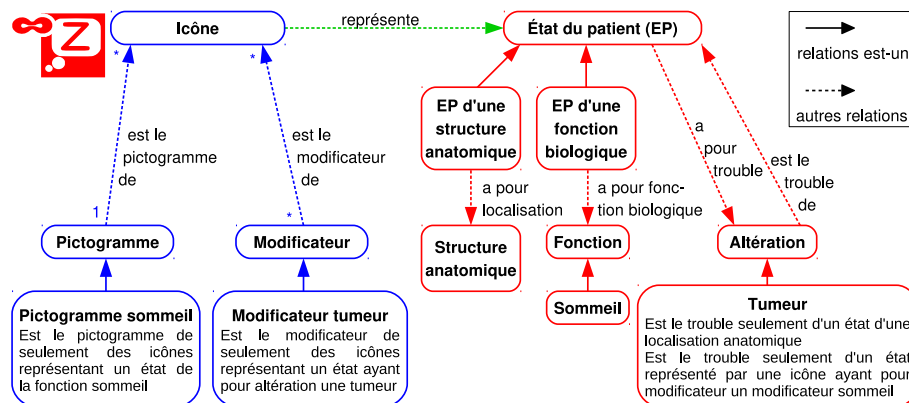 Z
Icône
représente
État du patient (EP)
relations est-un
autres relations
*
*
est le
pictogramme
de
est le
modificateur
de
1
*
EP d'une
structure
anatomique
EP d'une
fonction
biologique
a pour
localisation
a pour fonc-
tion biologique
a
pour
trouble
est le
trouble
de
Pictogramme
Modificateur
Structure
anatomique
Fonction
Altération
Pictogramme sommeil
Est le pictogramme de
seulement des icônes
représentant un état de
la fonction sommeil
Modificateur tumeur
Est le modificateur de
seulement des icônes
représentant un état ayant
pour altération une tumeur
Sommeil
Tumeur
Est le trouble seulement d'un état d'une
localisation anatomique
Est le trouble seulement d'un état
représenté par une icône ayant pour
modificateur un modificateur sommeil